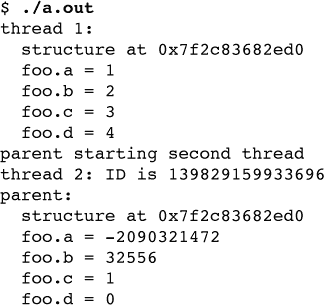 $ ./a.out
thread 1:
  structure at 0x7f2c83682ed0
  foo.a = 1
  foo.b = 2
  foo.c = 3
  foo.d = 4
parent starting second thread
thread 2: ID is 139829159933696
parent:
  structure at 0x7f2c83682ed0
  foo.a = -2090321472
  foo.b = 32556
  foo.c = 1
  foo.d = 0